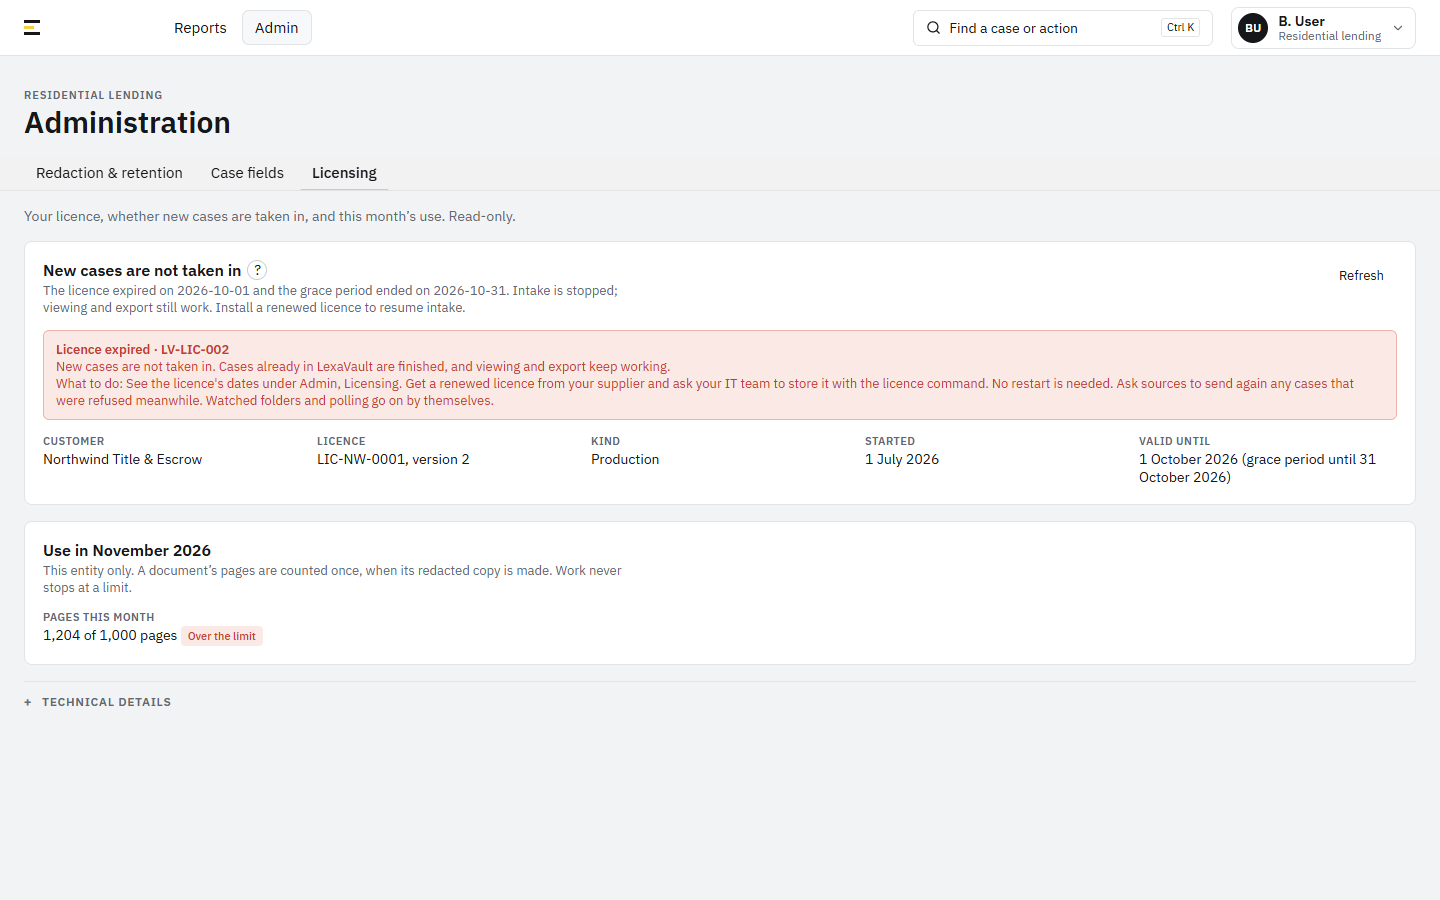 Reports
Admin
Find a case or action
Ctrl K
BU
B. User
Residential lending
RESIDENTIAL LENDING
Administration
Redaction & retention
Case fields
Licensing
Your licence, whether new cases are taken in, and this month’s use. Read-only.
New cases are not taken in ?
Refresh
The licence expired on 2026-10-01 and the grace period ended on 2026-10-31. Intake is stopped;
viewing and export still work. Install a renewed licence to resume intake.
Licence expired · LV-LIC-002
New cases are not taken in. Cases already in LexaVault are finished, and viewing and export keep working.
What to do: See the licence's dates under Admin, Licensing. Get a renewed licence from your supplier and ask your IT team to store it with the licence command. No restart is needed. Ask sources to send again any cases that
were refused meanwhile. Watched folders and polling go on by themselves.
CUSTOMER
Northwind Title & Escrow
LICENCE
LIC-NW-0001, version 2
KIND
Production
STARTED
1 July 2026
VALID UNTIL
1 October 2026 (grace period until 31
October 2026)
Use in November 2026
This entity only. A document’s pages are counted once, when its redacted copy is made. Work never
stops at a limit.
PAGES THIS MONTH
1,204 of 1,000 pages Over the limit
+ TECHNICAL DETAILS